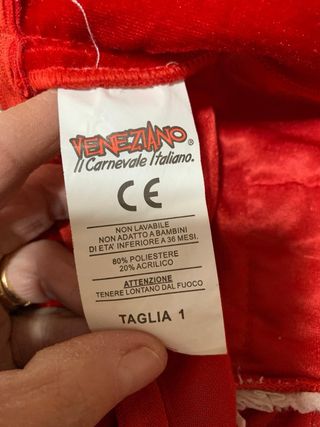 VENEZIANO ®
Il Carnevale Italiano.
CE
NON LAVABILE
NON ADATTO A BAMBINI
DI ETA' INFERIORE A 36 MESI.
80% POLIESTERE
20% ACRILICO
ATTENZIONE
TENERE LONTANO DAL FUOCO
TAGLIA 1